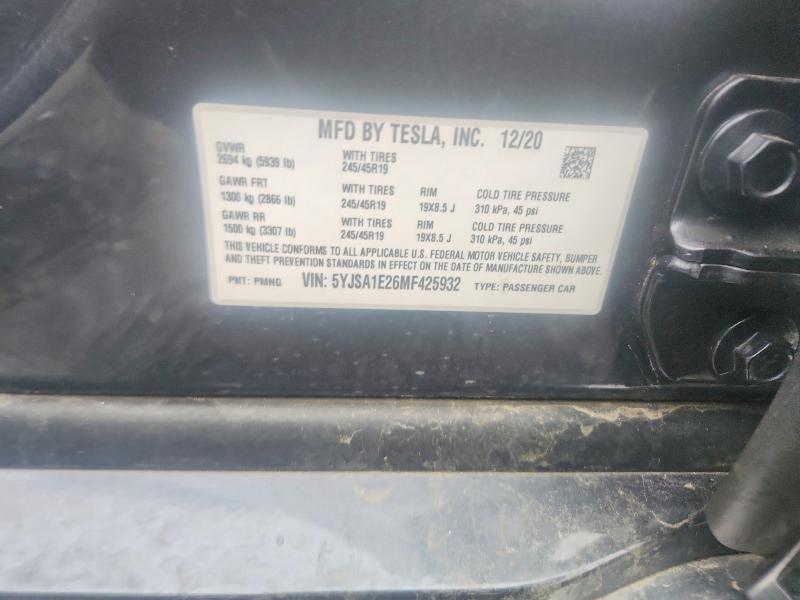 MFD BY TESLA, INC. 12/20
GVWR
2694 kg (5939 lb)
WITH TIRES
245/45R19
GAWR FRT
1300 kg (2866 lb)
WITH TIRES
245/45R19
RIM
19X8.5 J
COLD TIRE PRESSURE
310 kPa, 45 psi
GAWR RR
1500 kg (3307 lb)
WITH TIRES
245/45R19
RIM
19X8.5 J
COLD TIRE PRESSURE
310 kPa, 45 psi
THIS VEHICLE CONFORMS TO ALL APPLICABLE U.S. FEDERAL MOTOR VEHICLE SAFETY, BUMPER
AND THEFT PREVENTION STANDARDS IN EFFECT ON THE DATE OF MANUFACTURE SHOWN ABOVE.
PNT: PMNG VIN: 5YJSA1E26MF425932 TYPE: PASSENGER CAR